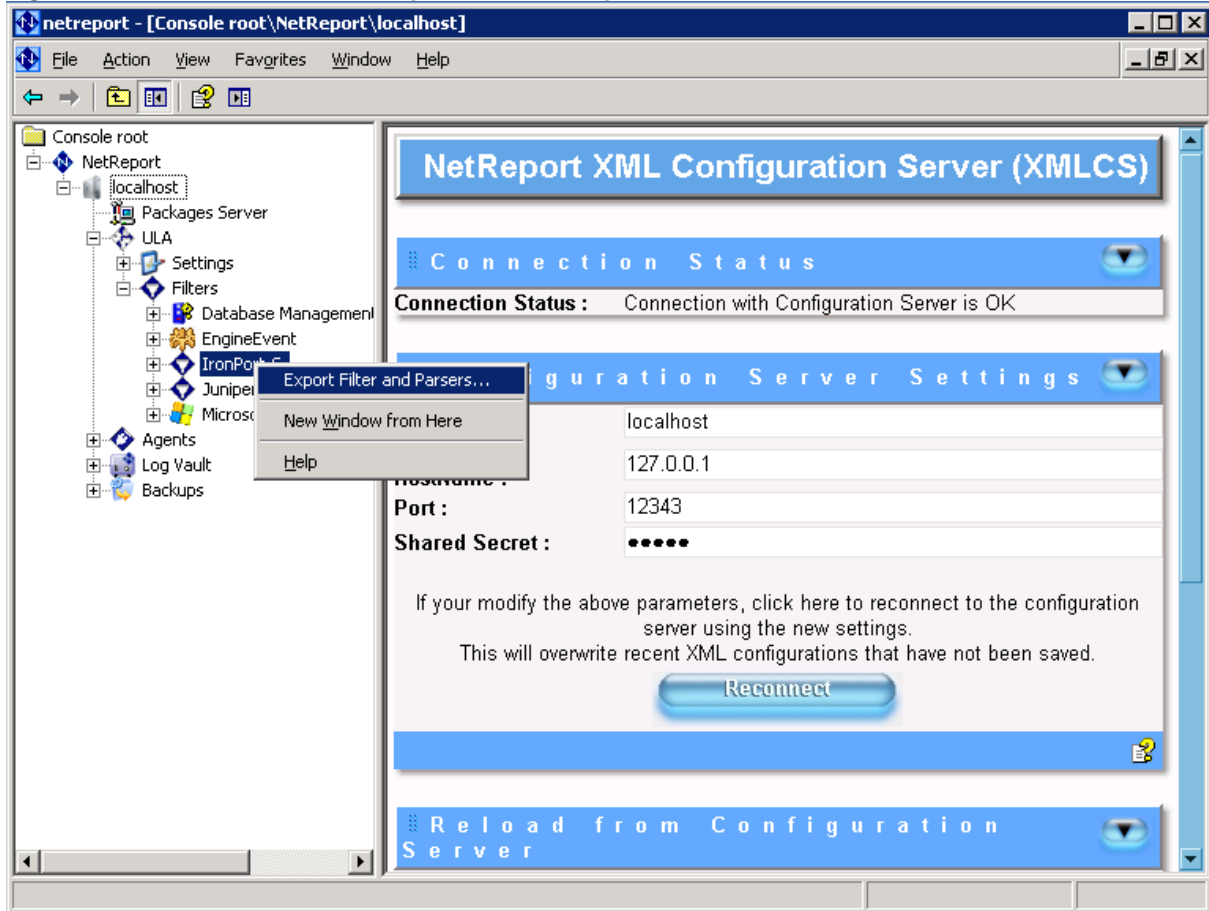 netreport - [Console root\NetReport\localhost]
File Action View Favorites Window Help
Console root
NetReport
localhost
Packages Server
ULA
Settings
Filters
Database Management
EngineEvent
IronPort
Juniper
Agents
Log Vault
Backups
Export Filter and Parsers...
New Window from Here
Help
NetReport XML Configuration Server (XMLCS)
Connection Status
Connection Status : Connection with Configuration Server is OK
Server Settings
localhost
127.0.0.1
Port : 12343
Shared Secret : •••••
If your modify the above parameters, click here to reconnect to the configuration
server using the new settings.
This will overwrite recent XML configurations that have not been saved.
Reconnect
Reload from Configuration
Server